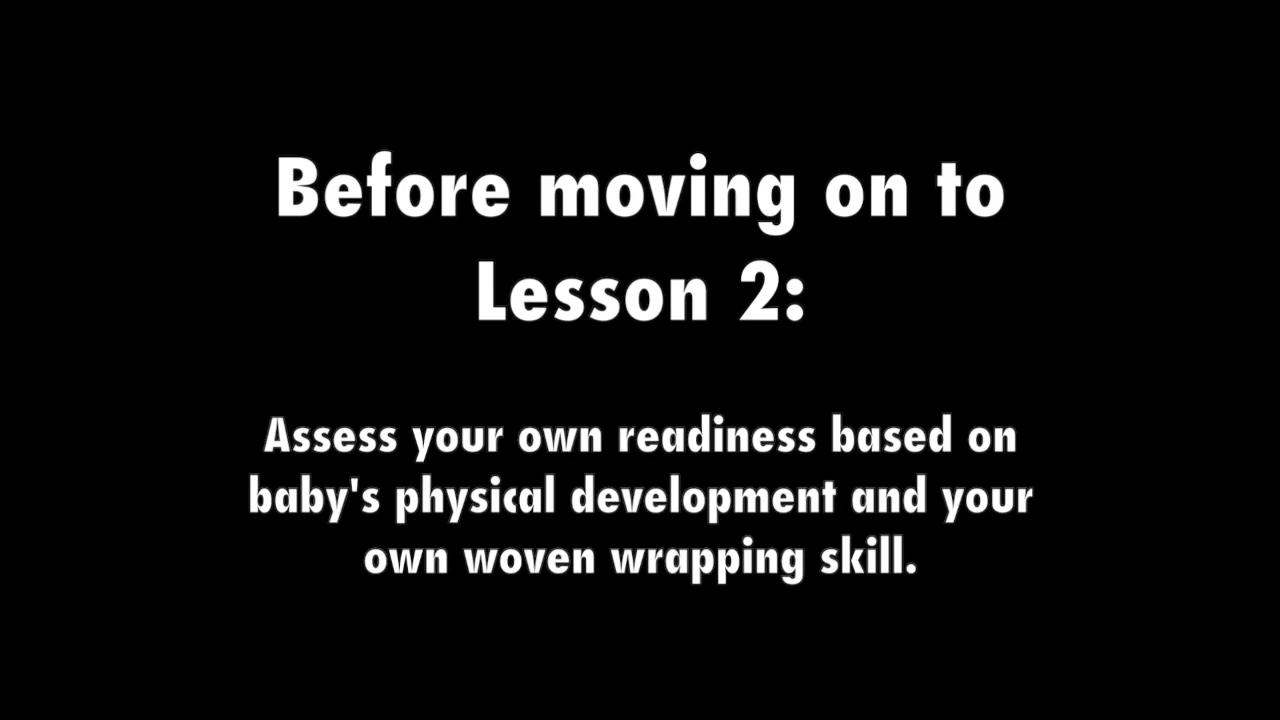 Before moving on to
Lesson 2:
Assess your own readiness based on
baby's physical development and your
own woven wrapping skill.